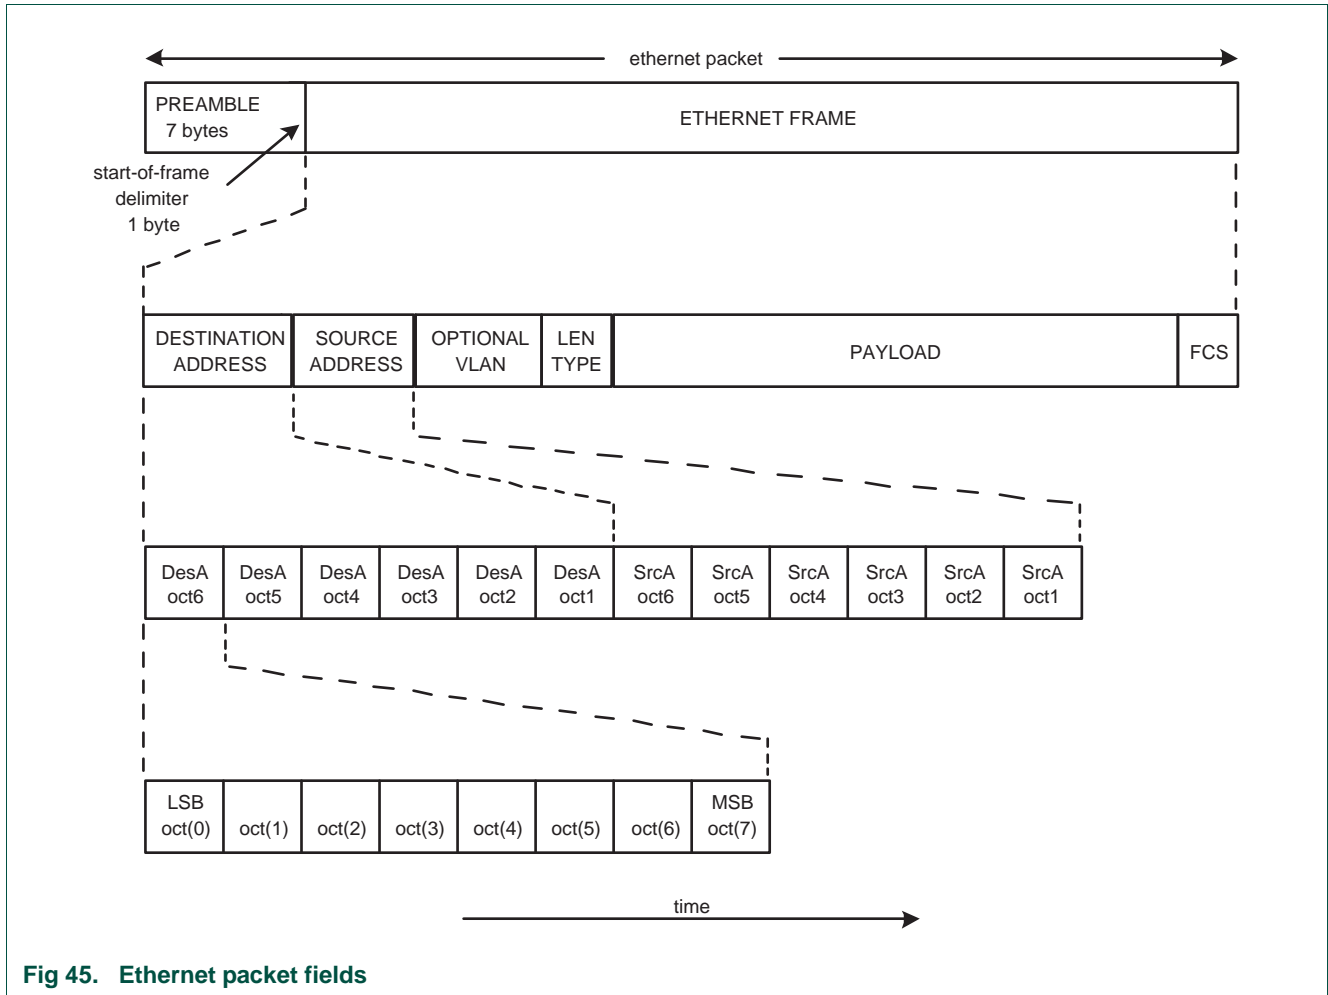 ethernet packet
PREAMBLE
7 bytes
ETHERNET FRAME
start-of-frame
delimiter
1 byte
DESTINATION
ADDRESS
SOURCE
ADDRESS
OPTIONAL
VLAN
LEN
TYPE
PAYLOAD
FCS
DesA
oct6
DesA
oct5
DesA
oct4
DesA
oct3
DesA
oct2
DesA
oct1
SrcA
oct6
SrcA
oct5
SrcA
oct4
SrcA
oct3
SrcA
oct2
SrcA
oct1
LSB
oct(0)
oct(1)
oct(2)
oct(3)
oct(4)
oct(5)
oct(6)
MSB
oct(7)
time
Fig 45. Ethernet packet fields